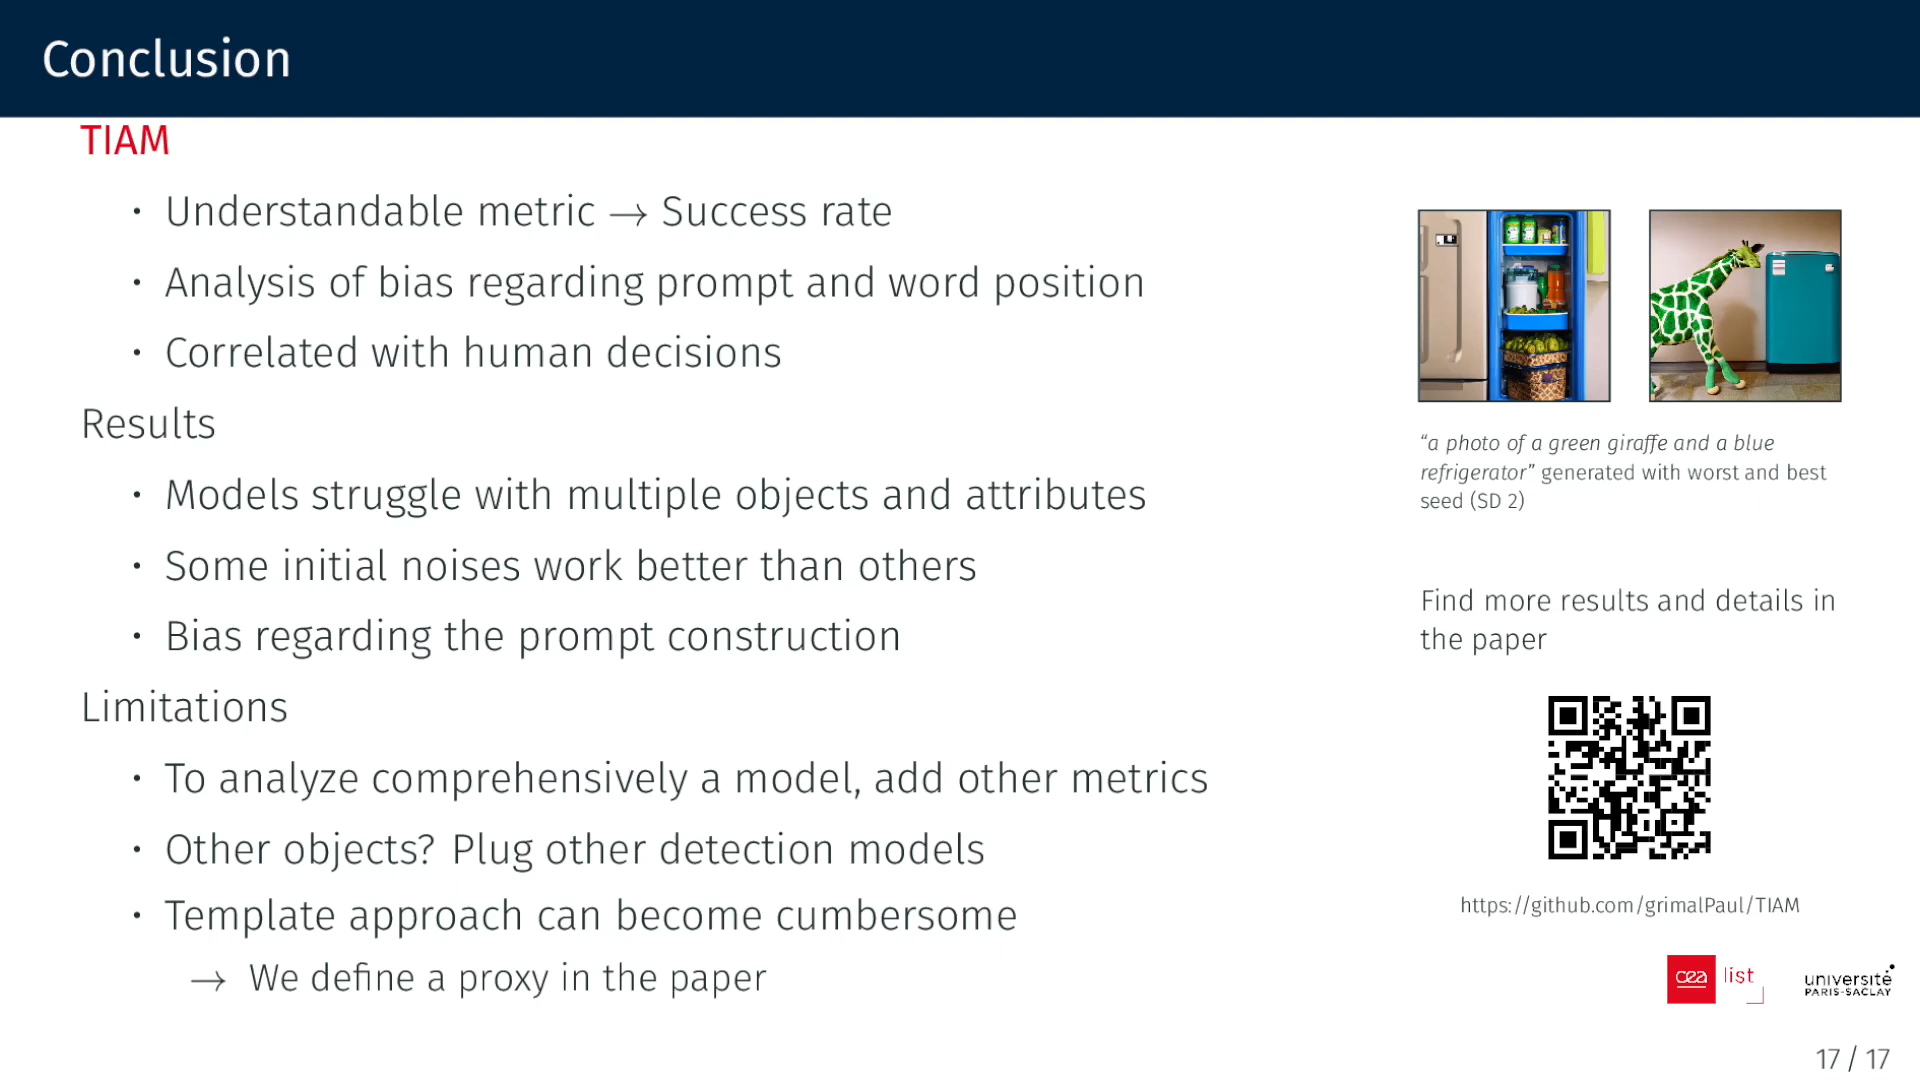 Conclusion
TIAM
• Understandable metric → Success rate
• Analysis of bias regarding prompt and word position
• Correlated with human decisions
Results
• Models struggle with multiple objects and attributes
• Some initial noises work better than others
• Bias regarding the prompt construction
Limitations
• To analyze comprehensively a model, add other metrics
• Other objects? Plug other detection models
• Template approach can become cumbersome
→ We define a proxy in the paper
“a photo of a green giraffe and a blue
refrigerator” generated with worst and best
seed (SD 2)
Find more results and details in
the paper
https://github.com/grimalPaul/TIAM
cea list
université
PARIS-SACLAY
17 / 17